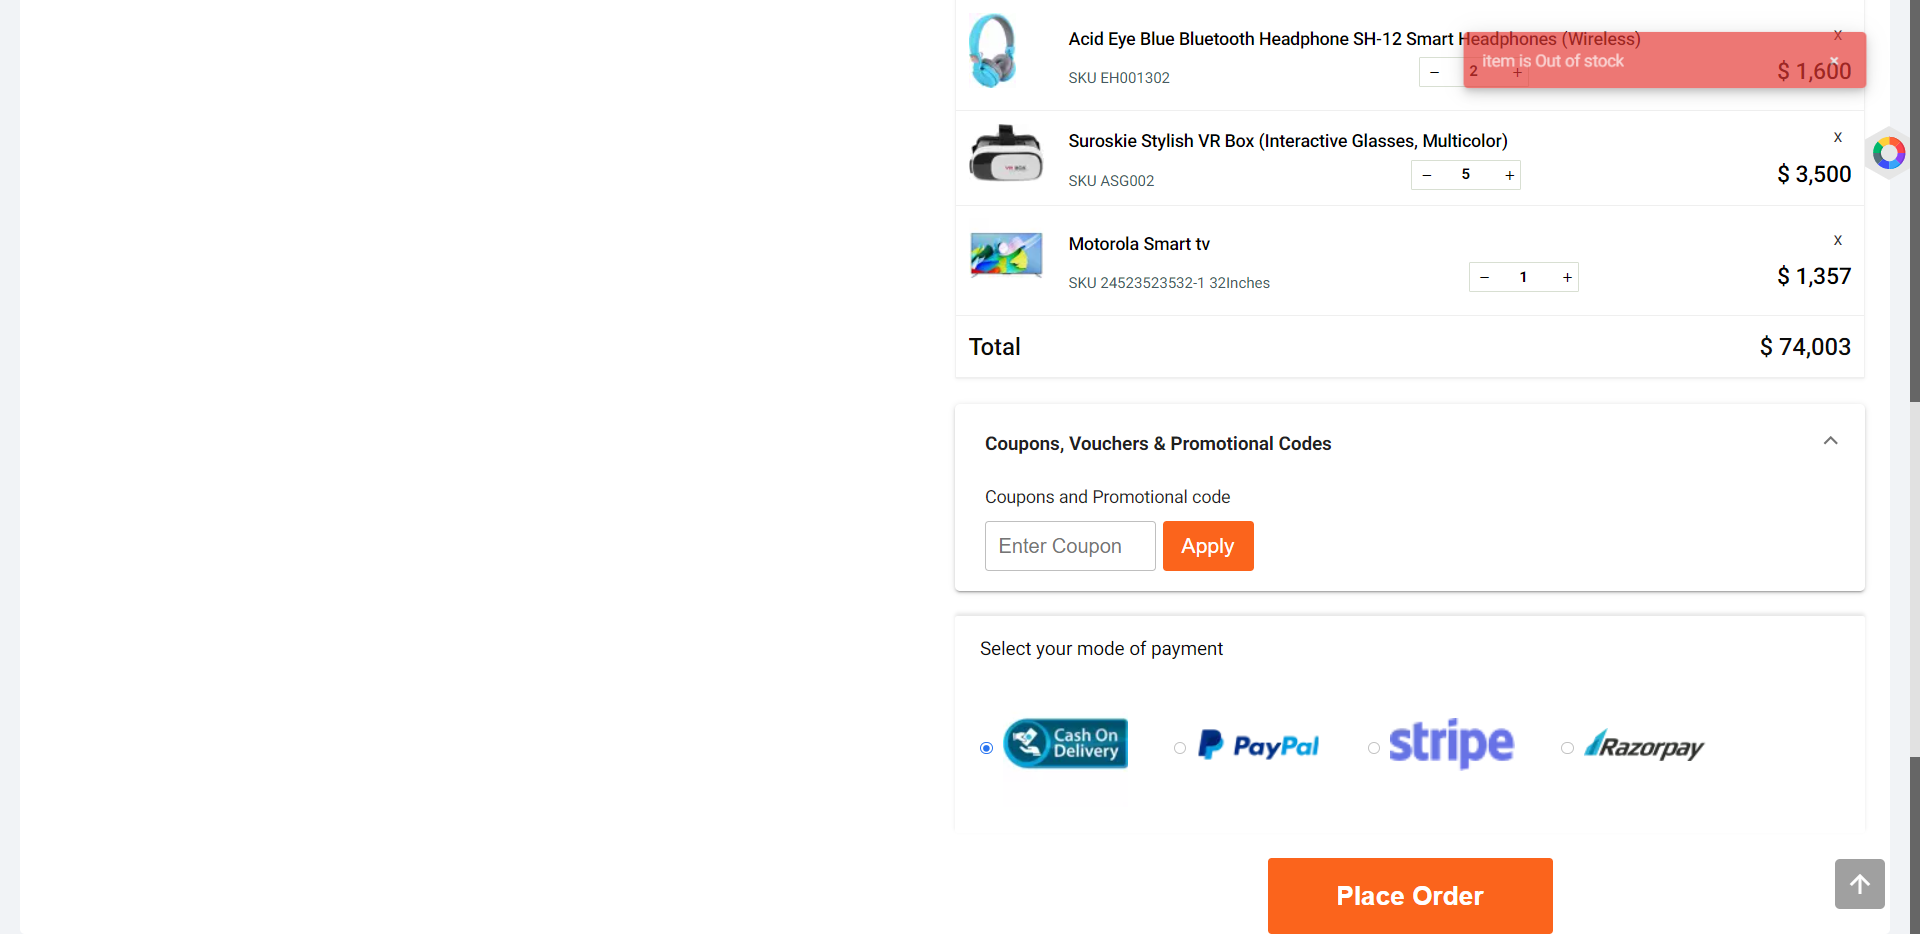 Acid Eye Blue Bluetooth Headphone SH-12 Smart Headphones (Wireless)
x
item is Out of stock
×
SKU EH001302
− 2 +
$ 1,600
Suroskie Stylish VR Box (Interactive Glasses, Multicolor)
x
SKU ASG002
− 5 +
$ 3,500
VR BOX
Motorola Smart tv
x
SKU 24523523532-1 32Inches
− 1 +
$ 1,357
Total
$ 74,003
Coupons, Vouchers & Promotional Codes
Coupons and Promotional code
Enter Coupon
Apply
Select your mode of payment
Cash On
Delivery
PayPal
stripe
Razorpay
Place Order